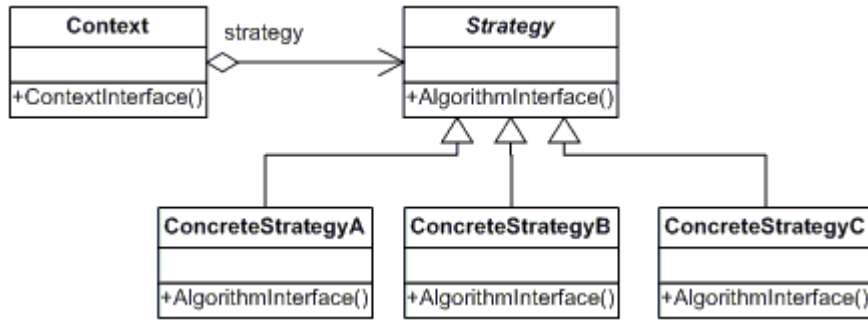 Context
strategy
Strategy
+ContextInterface()
+AlgorithmInterface()
ConcreteStrategyA
ConcreteStrategyB
ConcreteStrategyC
+AlgorithmInterface()
+AlgorithmInterface()
+AlgorithmInterface()